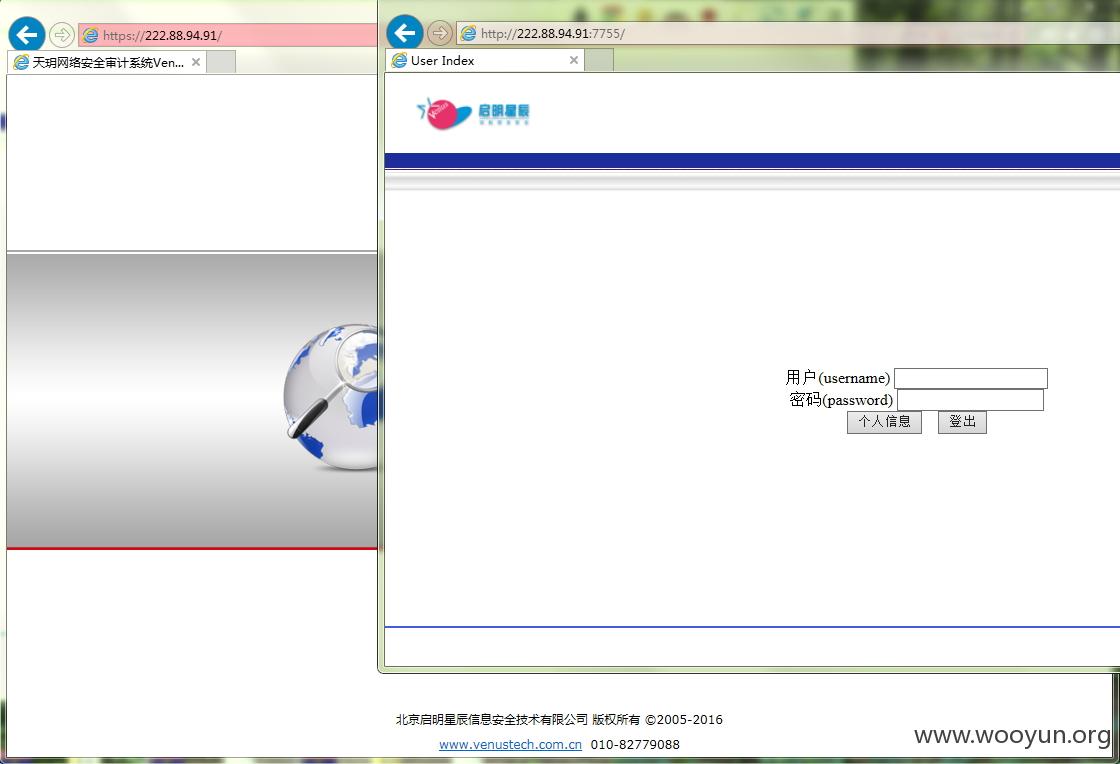 https://222.88.94.91/
天玥网络安全审计系统Ven...
http://222.88.94.91:7755/
User Index
Venus
启明星辰
用户(username)
密码(password)
个人信息 登出
北京启明星辰信息安全技术有限公司 版权所有 ©2005-2016
www.venustech.com.cn 010-82779088
www.wooyun.org